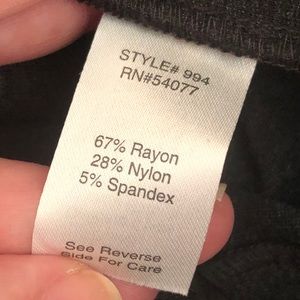 STYLE# 994
RN#54077
67% Rayon
28% Nylon
5% Spandex
See Reverse
Side For Care